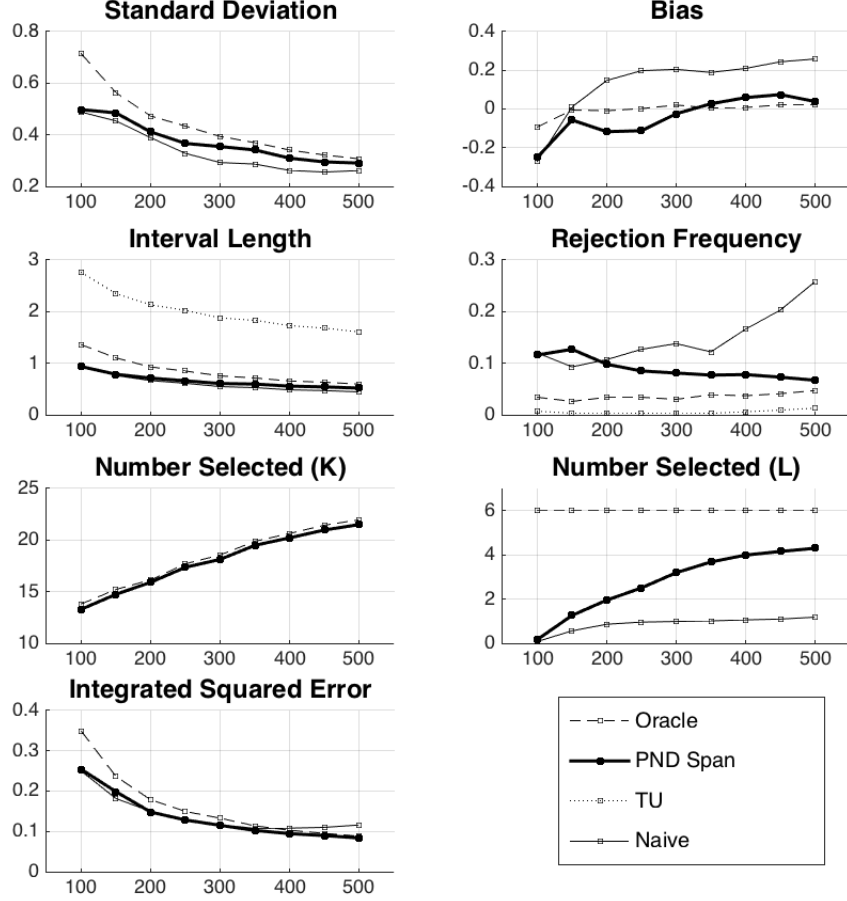 Standard Deviation
0.8
0.6
0.4
0.2
100 200 300 400 500
Bias
0.4
0.2
0
-0.2
-0.4
100 200 300 400 500
Interval Length
3
2
1
0
100 200 300 400 500
Rejection Frequency
0.3
0.2
0.1
0
100 200 300 400 500
Number Selected (K)
25
20
15
10
100 200 300 400 500
Number Selected (L)
6
4
2
0
100 200 300 400 500
Integrated Squared Error
0.4
0.3
0.2
0.1
0
100 200 300 400 500
Oracle
PND Span
TU
Naive